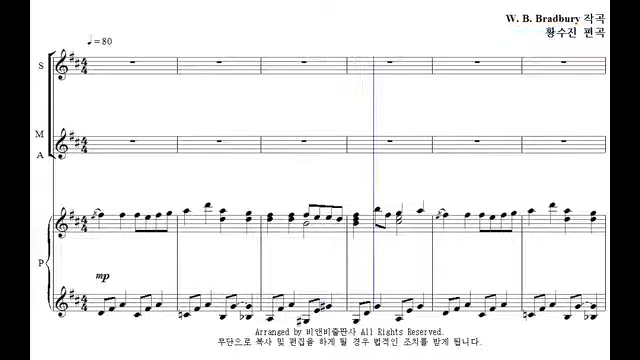 W. B. Bradbury 작곡
황수진 편곡
♩= 80
S
M
A
P
mp
Arranged by 비앤비출판사 All Rights Reserved.
무단으로 복사 및 편집을 하게 될 경우 법적인 조치를 받게 됩니다.